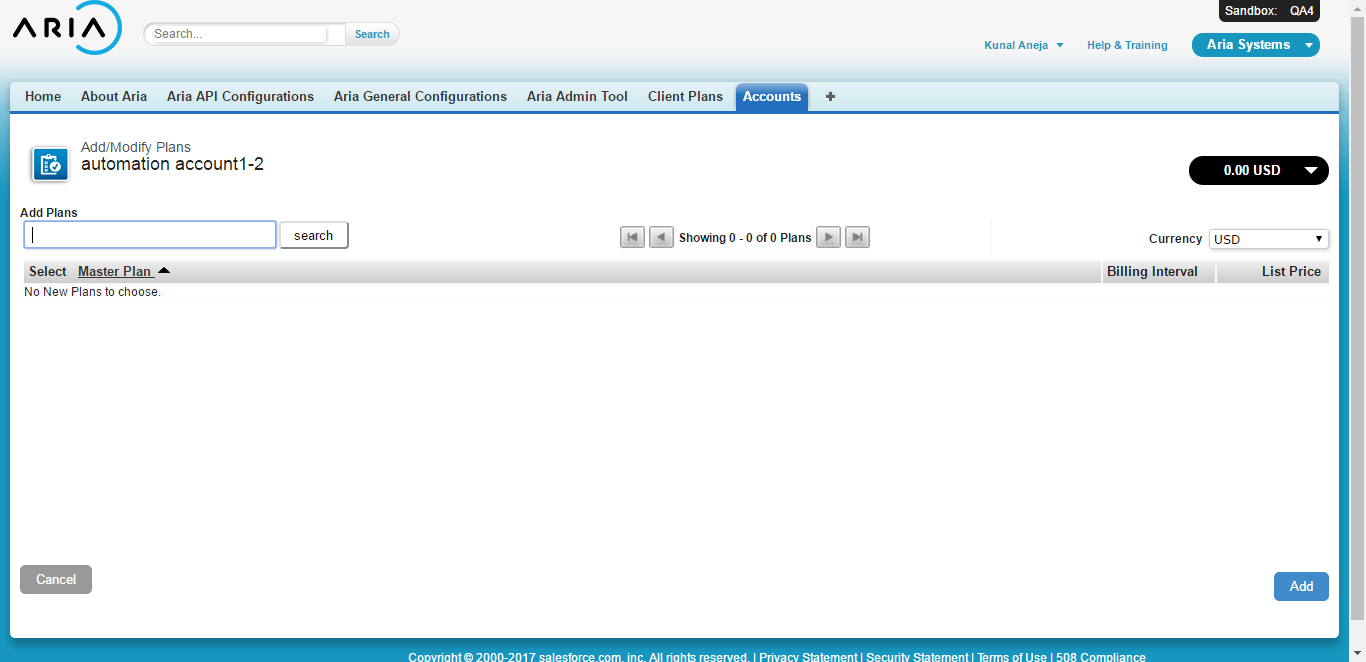 Sandbox: QA4
ARIA
Search... Search
Kunal Aneja Help & Training Aria Systems
Home About Aria Aria API Configurations Aria General Configurations Aria Admin Tool Client Plans Accounts +
Add/Modify Plans
automation account1-2
0.00 USD
Add Plans
search Showing 0 - 0 of 0 Plans Currency USD
Select Master Plan Billing Interval List Price
No New Plans to choose.
Cancel
Add
Copyright © 2000-2017 salesforce.com, inc. All rights reserved. | Privacy Statement | Security Statement | Terms of Use | 508 Compliance